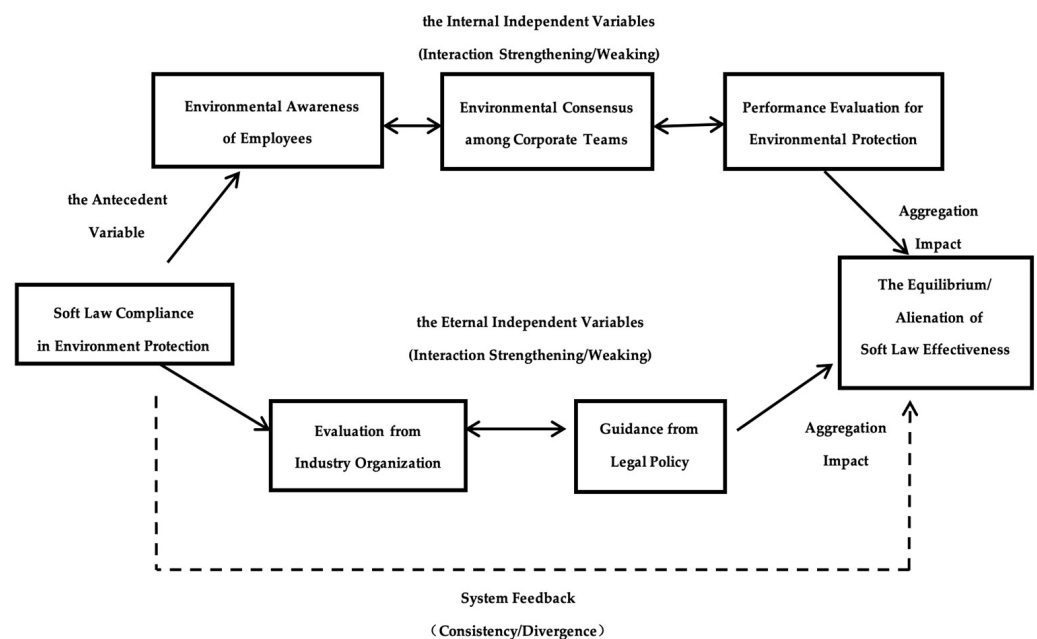 the Internal Independent Variables
(Interaction Strengthening/Weaking)
Environmental Awareness
of Employees
Environmental Consensus
among Corporate Teams
Performance Evaluation for
Environmental Protection
the Antecedent
Variable
Aggregation
Impact
Soft Law Compliance
in Environment Protection
The Equilibrium/
Alienation of
Soft Law Effectiveness
the Eternal Independent Variables
(Interaction Strengthening/Weaking)
Evaluation from
Industry Organization
Guidance from
Legal Policy
Aggregation
Impact
System Feedback
（Consistency/Divergence）